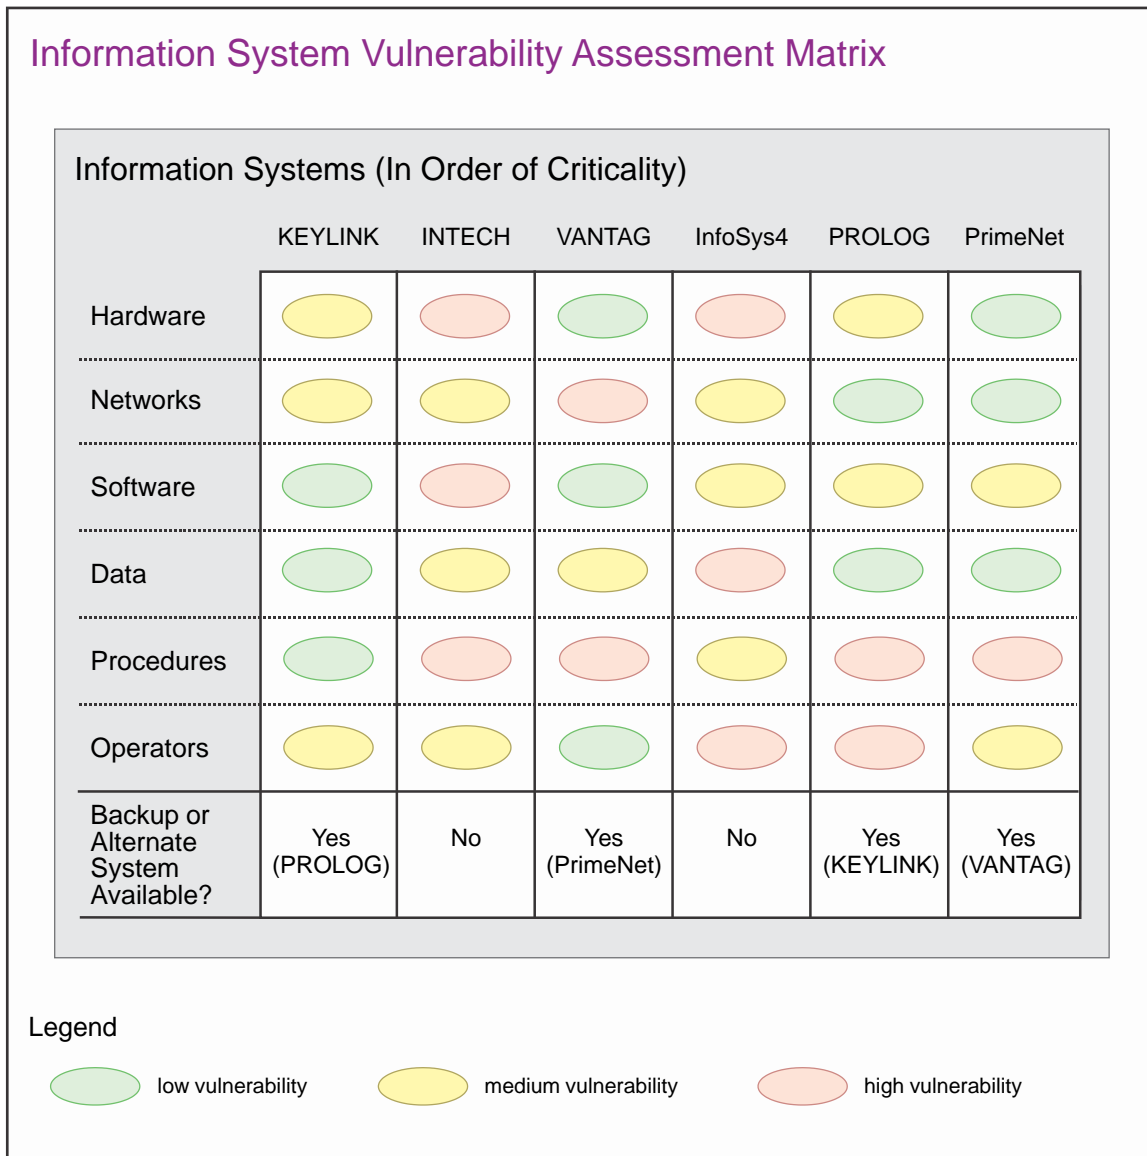 Information System Vulnerability Assessment Matrix
Information Systems (In Order of Criticality)
KEYLINK INTECH VANTAG InfoSys4 PROLOG PrimeNet
Hardware
Networks
Software
Data
Procedures
Operators
Backup or
Alternate
System
Available?
Yes
(PROLOG)
No
Yes
(PrimeNet)
No
Yes
(KEYLINK)
Yes
(VANTAG)
Legend
low vulnerability
medium vulnerability
high vulnerability